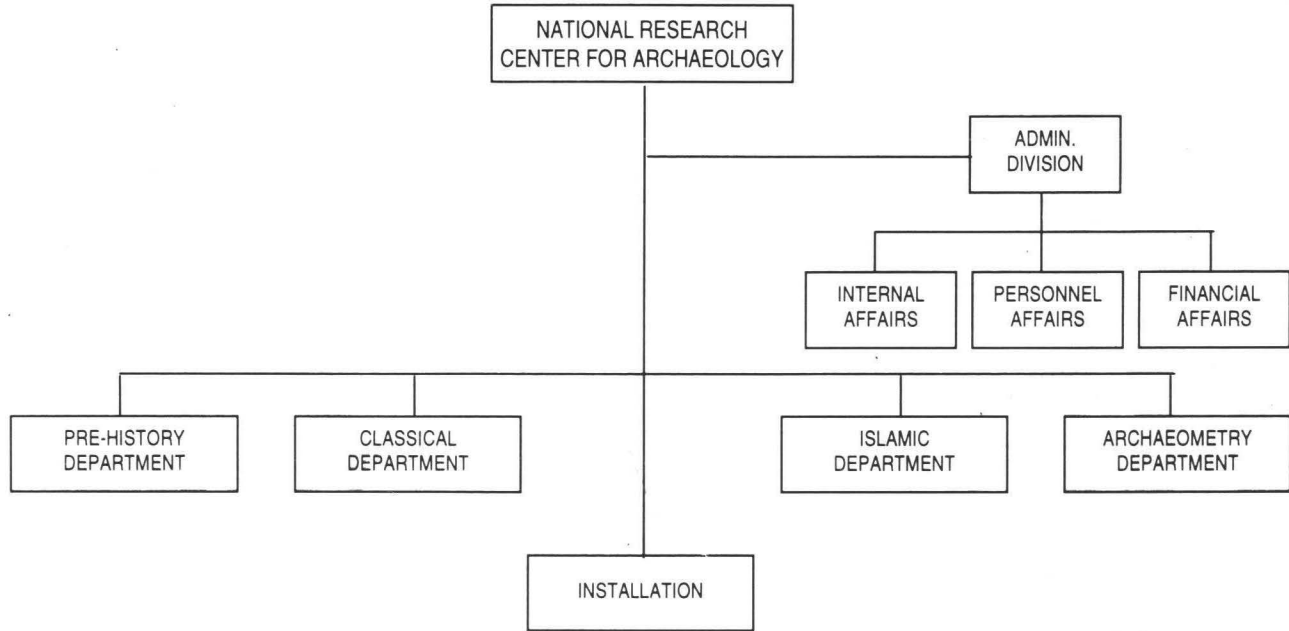 NATIONAL RESEARCH
CENTER FOR ARCHAEOLOGY
ADMIN.
DIVISION
INTERNAL
AFFAIRS
PERSONNEL
AFFAIRS
FINANCIAL
AFFAIRS
PRE-HISTORY
DEPARTMENT
CLASSICAL
DEPARTMENT
ISLAMIC
DEPARTMENT
ARCHAEOMETRY
DEPARTMENT
INSTALLATION